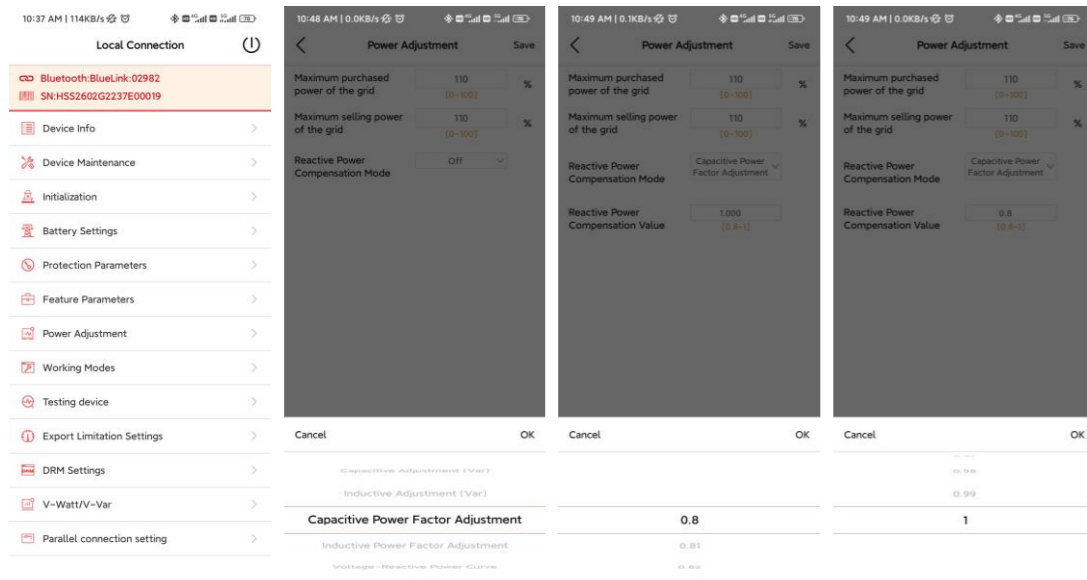 10:37 AM | 114KB/s
Local Connection
Bluetooth:BlueLink:02982
SN:HSS2602G2237E00019
Device Info
Device Maintenance
Initialization
Battery Settings
Protection Parameters
Feature Parameters
Power Adjustment
Working Modes
Testing device
Export Limitation Settings
DRM Settings
V-Watt/V-Var
Parallel connection setting
10:48 AM | 0.0KB/s
Power Adjustment Save
Maximum purchased
power of the grid
110
[0~100]
%
Maximum selling power
of the grid
110
[0~100]
%
Reactive Power
Compensation Mode
Off
Cancel OK
Capacitive Adjustment (Var)
Inductive Adjustment (Var)
Capacitive Power Factor Adjustment
Inductive Power Factor Adjustment
Voltage-Reactive Power Curve
10:49 AM | 0.1KB/s
Power Adjustment Save
Maximum purchased
power of the grid
110
[0~100]
%
Maximum selling power
of the grid
110
[0~100]
%
Reactive Power
Compensation Mode
Capacitive Power
Factor Adjustment
Reactive Power
Compensation Value
1.000
[0.8~1]
Cancel OK
0.8
0.81
0.82
10:49 AM | 0.0KB/s
Power Adjustment Save
Maximum purchased
power of the grid
110
[0~100]
%
Maximum selling power
of the grid
110
[0~100]
%
Reactive Power
Compensation Mode
Capacitive Power
Factor Adjustment
Reactive Power
Compensation Value
0.8
[0.8~1]
Cancel OK
0.98
0.99
1